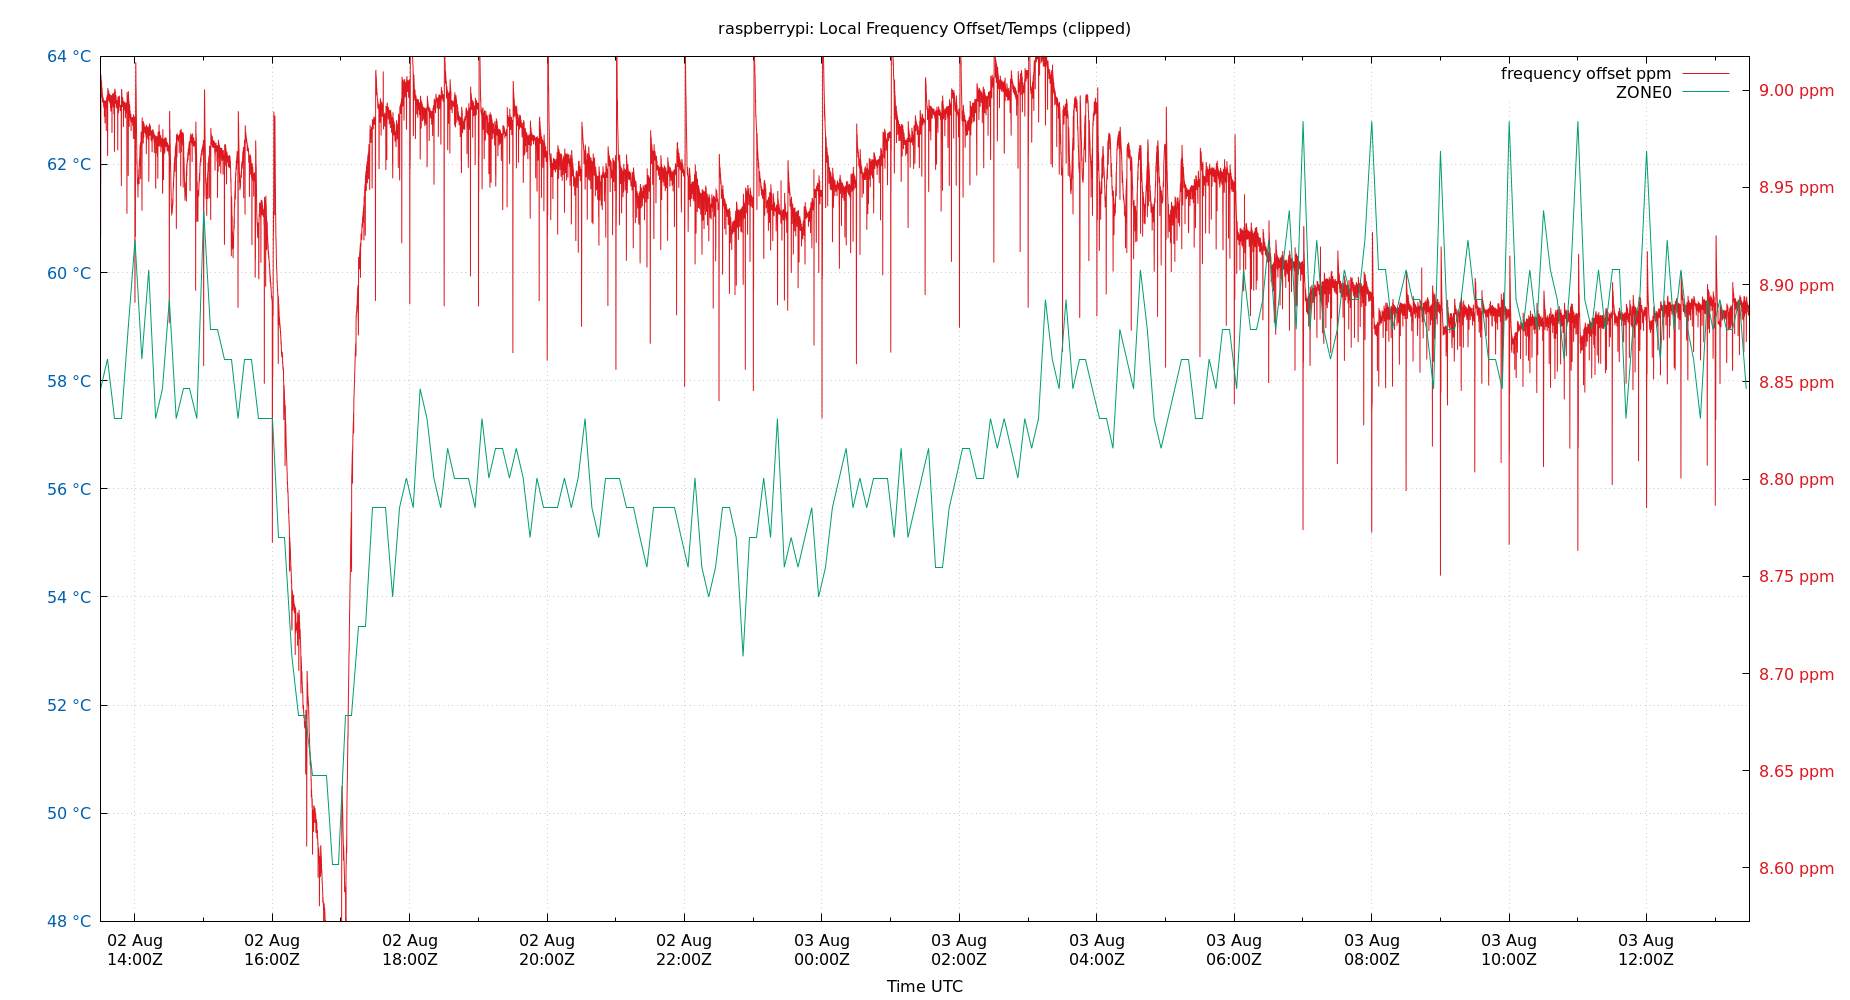 raspberrypi: Local Frequency Offset/Temps (clipped)
frequency offset ppm
ZONE0
64 °C
62 °C
60 °C
58 °C
56 °C
54 °C
52 °C
50 °C
48 °C
9.00 ppm
8.95 ppm
8.90 ppm
8.85 ppm
8.80 ppm
8.75 ppm
8.70 ppm
8.65 ppm
8.60 ppm
02 Aug 02 Aug 02 Aug 02 Aug 02 Aug 03 Aug 03 Aug 03 Aug 03 Aug 03 Aug 03 Aug 03 Aug
14:00Z 16:00Z 18:00Z 20:00Z 22:00Z 00:00Z 02:00Z 04:00Z 06:00Z 08:00Z 10:00Z 12:00Z
Time UTC